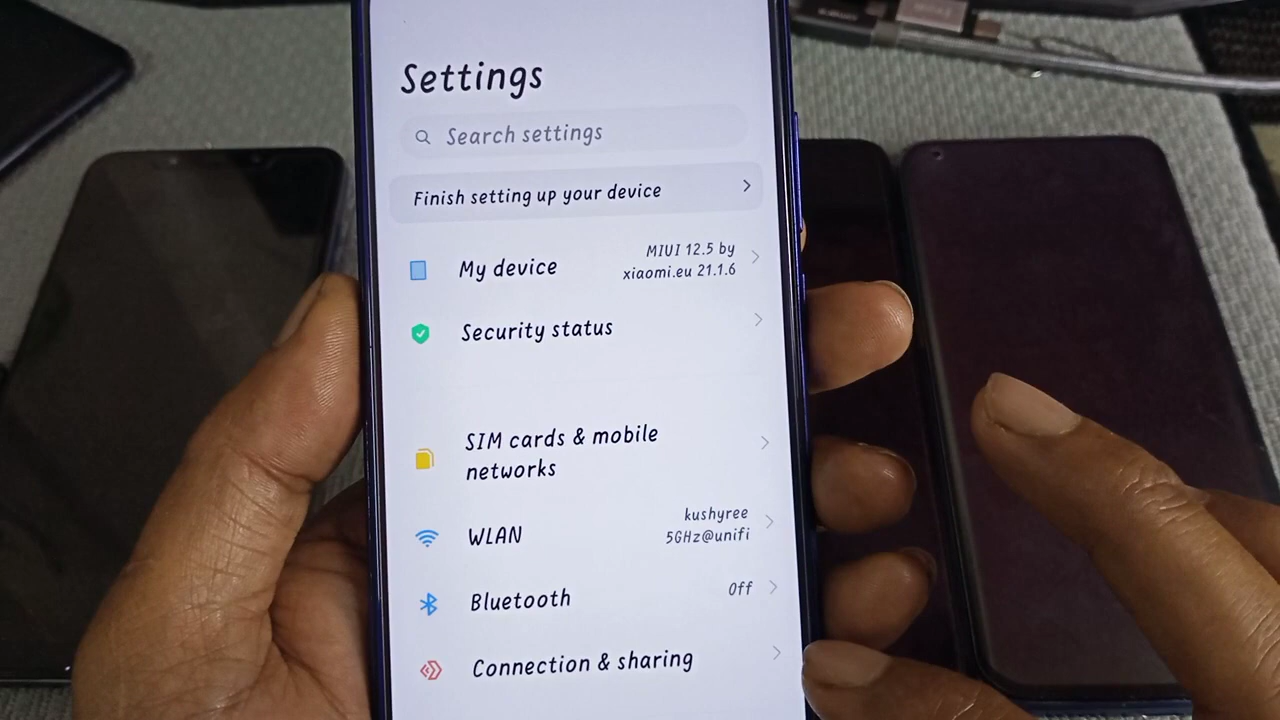 Settings
Search settings
Finish setting up your device
My device
MIUI 12.5 by
xiaomi.eu 21.1.6
Security status
SIM cards & mobile
networks
WLAN
kushyree
5GHz@unifi
Bluetooth
Off
Connection & sharing